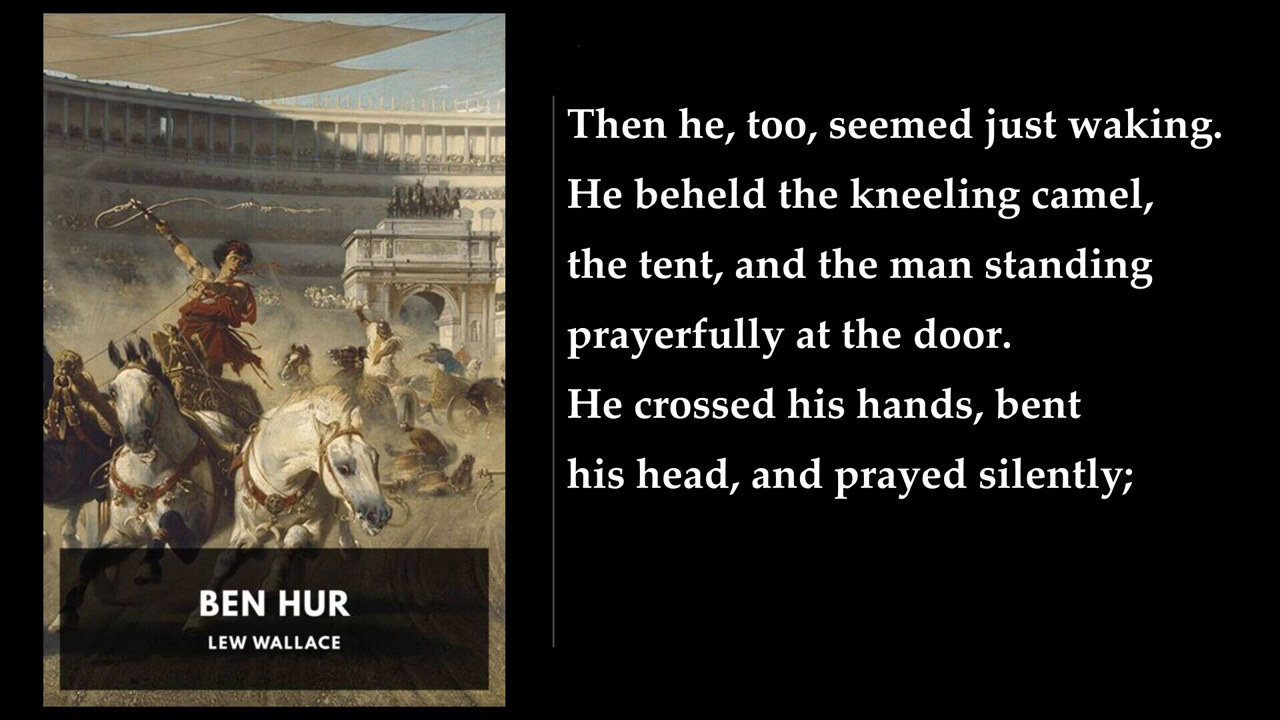 BEN HUR
LEW WALLACE
Then he, too, seemed just waking.
He beheld the kneeling camel,
the tent, and the man standing
prayerfully at the door.
He crossed his hands, bent
his head, and prayed silently;